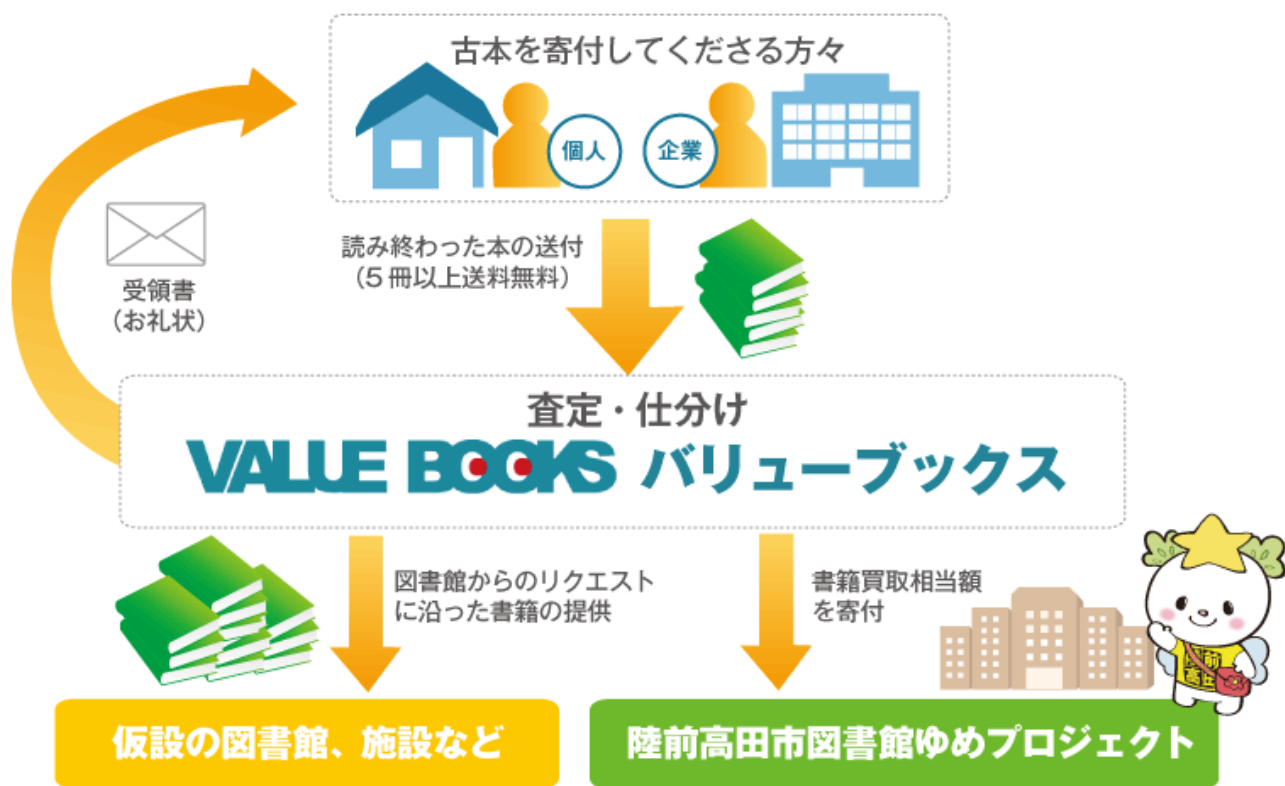 古本を寄付してくださる方々
個人
企業
読み終わった本の送付
(5冊以上送料無料)
受領書
(お礼状)
査定・仕分け
VALUE BOOKS バリューブックス
図書館からのリクエスト
に沿った書籍の提供
書籍買取相当額
を寄付
陸前
高田
仮設の図書館、施設など
陸前高田市図書館ゆめプロジェクト